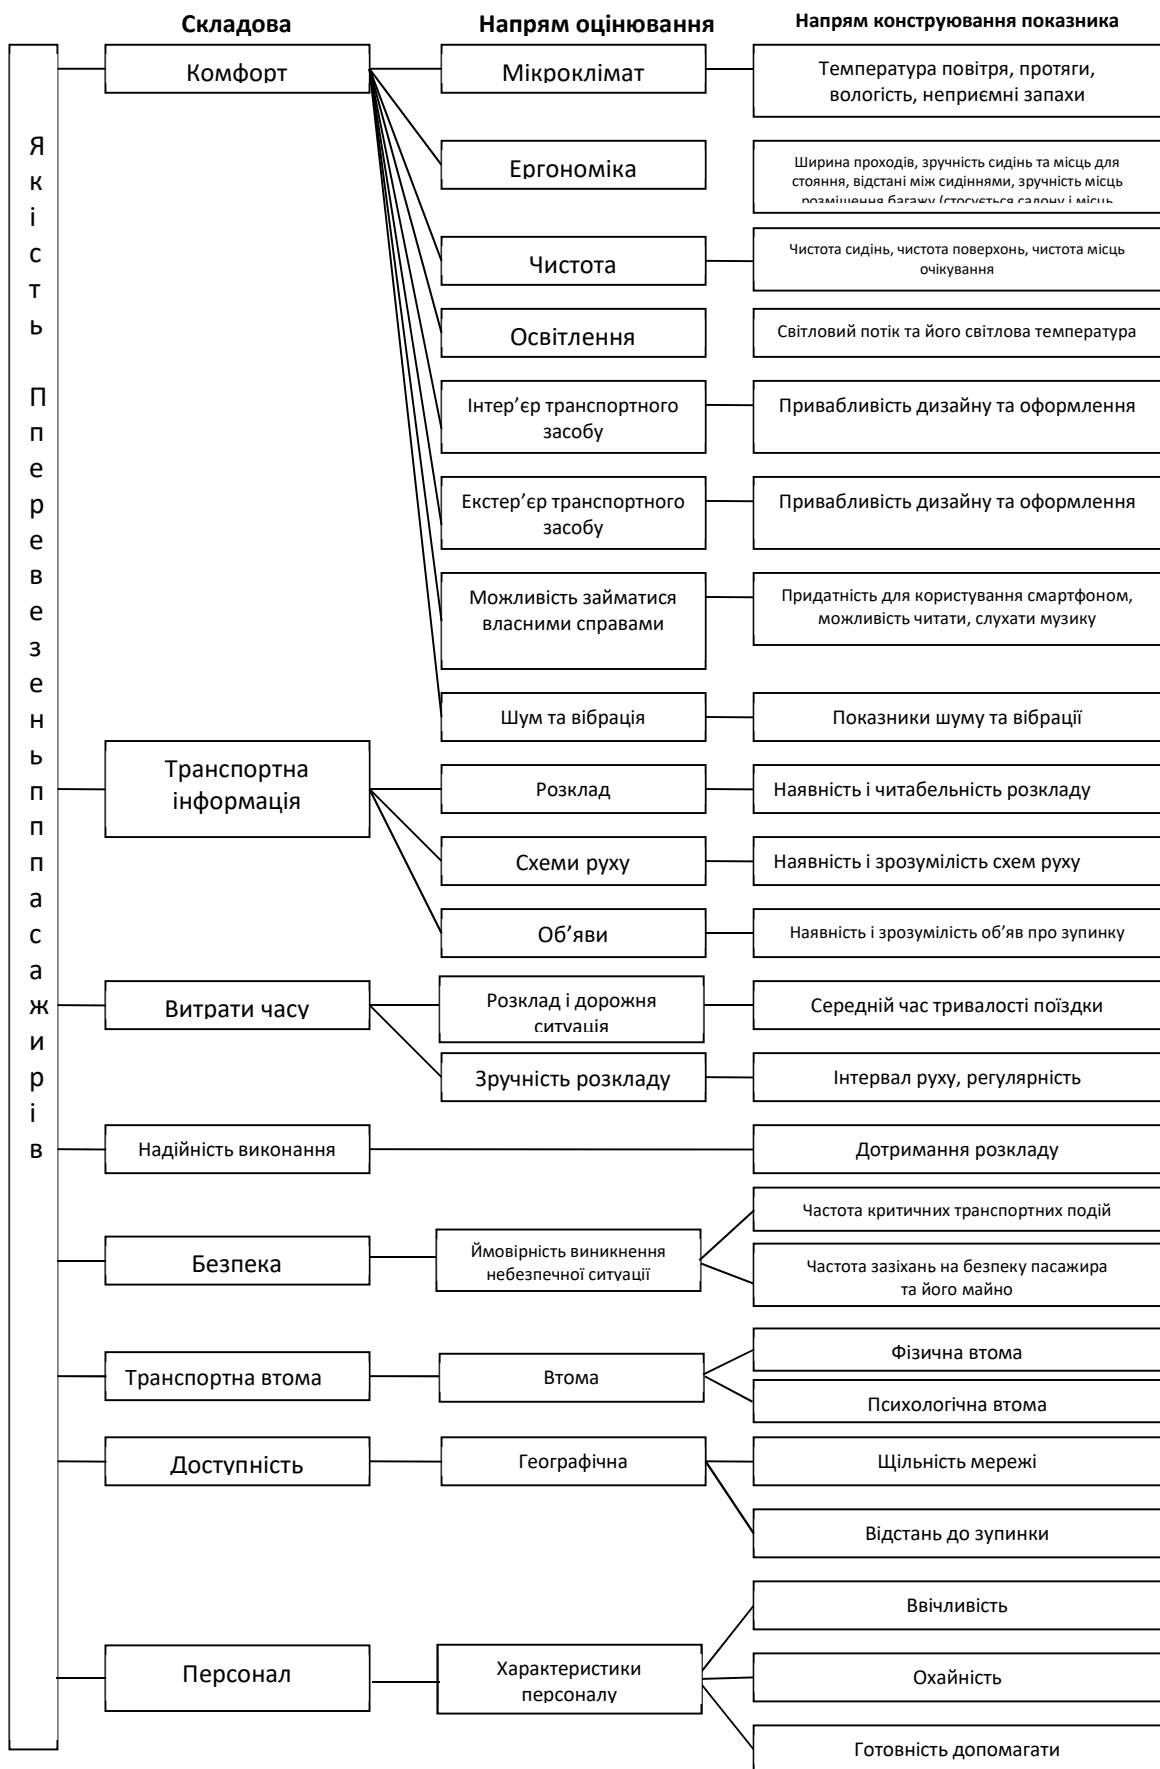 Складова
Напрям оцінювання
Напрям конструювання показника
Якість Пперевезеньпппасажирів
Комфорт
Мікроклімат
Температура повітря, протяги,
вологість, неприємні запахи
Ергономіка
Ширина проходів, зручність сидінь та місць для
стояння, відстані між сидіннями, зручність місць
розміщення багажу (стосується салону і місць
Чистота
Чистота сидінь, чистота поверхонь, чистота місць
очікування
Освітлення
Світловий потік та його світлова температура
Інтер’єр транспортного
засобу
Привабливість дизайну та оформлення
Екстер’єр транспортного
засобу
Привабливість дизайну та оформлення
Можливість займатися
власними справами
Придатність для користування смартфоном,
можливість читати, слухати музику
Шум та вібрація
Показники шуму та вібрації
Транспортна
інформація
Розклад
Наявність і читабельність розкладу
Схеми руху
Наявність і зрозумілість схем руху
Об’яви
Наявність і зрозумілість об’яв про зупинку
Витрати часу
Розклад і дорожня
ситуація
Середній час тривалості поїздки
Зручність розкладу
Інтервал руху, регулярність
Надійність виконання
Дотримання розкладу
Безпека
Ймовірність виникнення
небезпечної ситуації
Частота критичних транспортних подій
Частота зазіхань на безпеку пасажира
та його майно
Транспортна втома
Втома
Фізична втома
Психологічна втома
Доступність
Географічна
Щільність мережі
Відстань до зупинки
Персонал
Характеристики
персоналу
Ввічливість
Охайність
Готовність допомагати